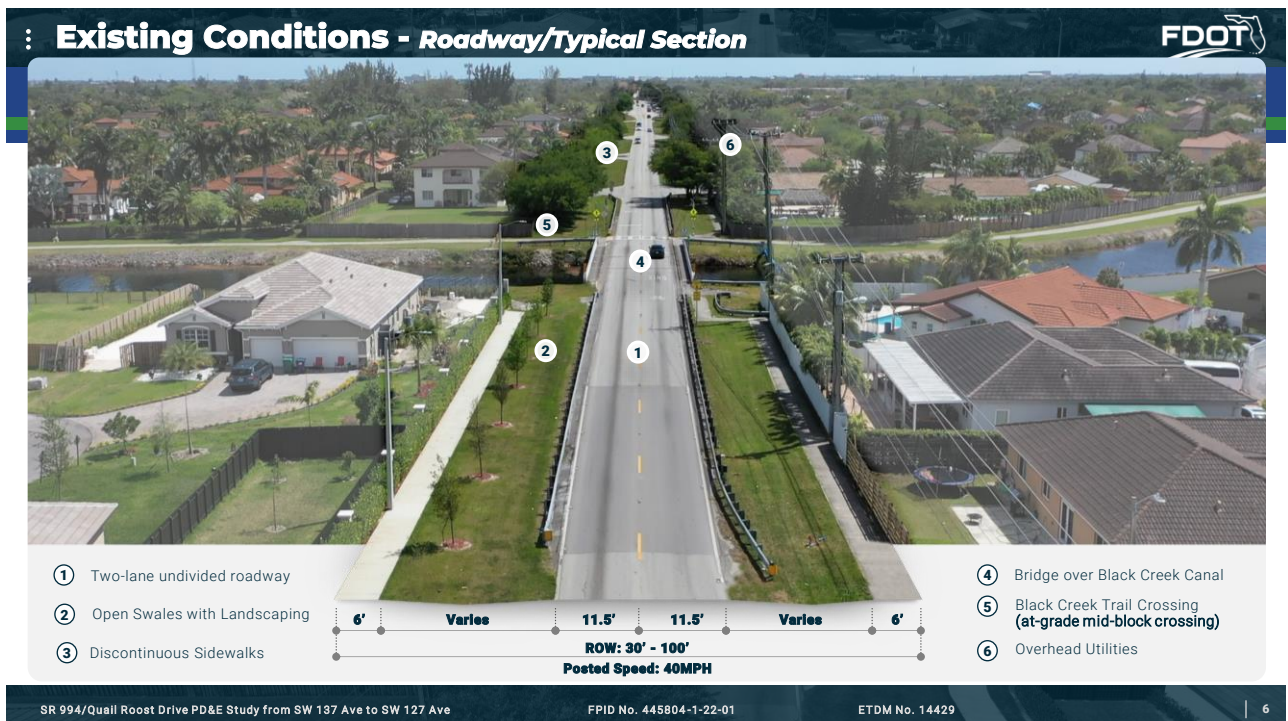 Existing Conditions - Roadway/Typical Section
FDOT
3
6
5
4
2
1
1 Two-lane undivided roadway
2 Open Swales with Landscaping
3 Discontinuous Sidewalks
6’ Varies 11.5’ 11.5’ Varies 6’
ROW: 30’ - 100’
Posted Speed: 40MPH
4 Bridge over Black Creek Canal
5 Black Creek Trail Crossing
(at-grade mid-block crossing)
6 Overhead Utilities
SR 994/Quail Roost Drive PD&E Study from SW 137 Ave to SW 127 Ave FPID No. 445804-1-22-01 ETDM No. 14429 6